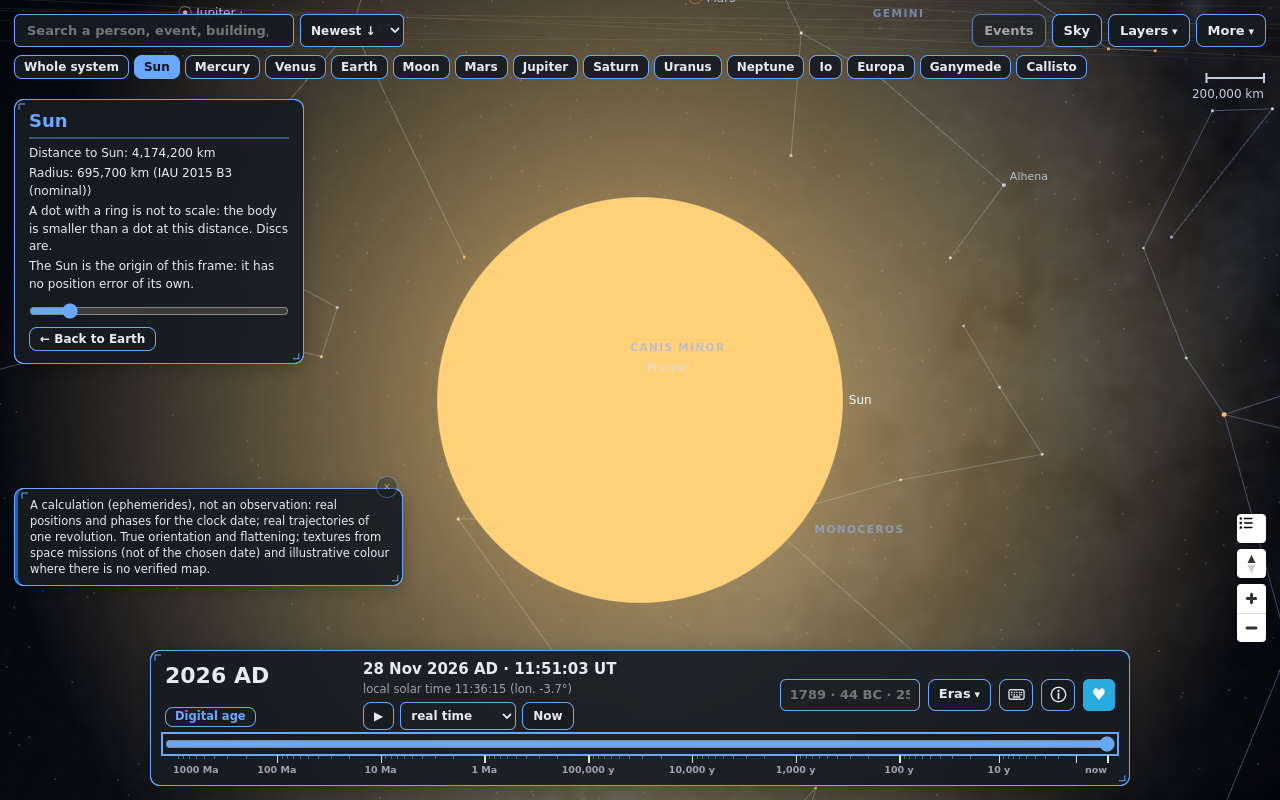 Jupiter ·
Mars
GEMINI
Search a person, event, building,
Newest ↓
Events
Sky
Layers ▾
More ▾
Whole system
Sun
Mercury
Venus
Earth
Moon
Mars
Jupiter
Saturn
Uranus
Neptune
Io
Europa
Ganymede
Callisto
200,000 km
Sun
Distance to Sun: 4,174,200 km
Radius: 695,700 km (IAU 2015 B3
(nominal))
A dot with a ring is not to scale: the body
is smaller than a dot at this distance. Discs
are.
The Sun is the origin of this frame: it has
no position error of its own.
← Back to Earth
Alhena
CANIS MINOR
Procyon
Sun
MONOCEROS
A calculation (ephemerides), not an observation: real
positions and phases for the clock date; real trajectories of
one revolution. True orientation and flattening; textures from
space missions (not of the chosen date) and illustrative colour
where there is no verified map.
2026 AD
Digital age
28 Nov 2026 AD · 11:51:03 UT
local solar time 11:36:15 (lon. -3.7°)
▶
real time
Now
1789 · 44 BC · 25
Eras ▾
1000 Ma
100 Ma
10 Ma
1 Ma
100,000 y
10,000 y
1,000 y
100 y
10 y
now